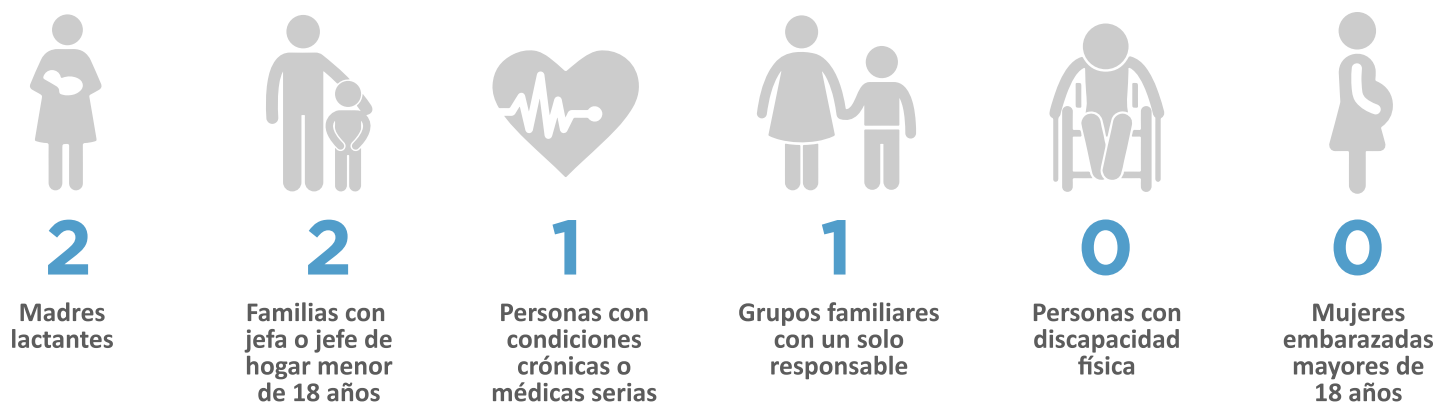 2
Madres
lactantes
2
Familias con
jefa o jefe de
hogar menor
de 18 años
1
Personas con
condiciones
crónicas o
médicas serias
1
Grupos familiares
con un solo
responsable
0
Personas con
discapacidad
física
0
Mujeres
embarazadas
mayores de
18 años